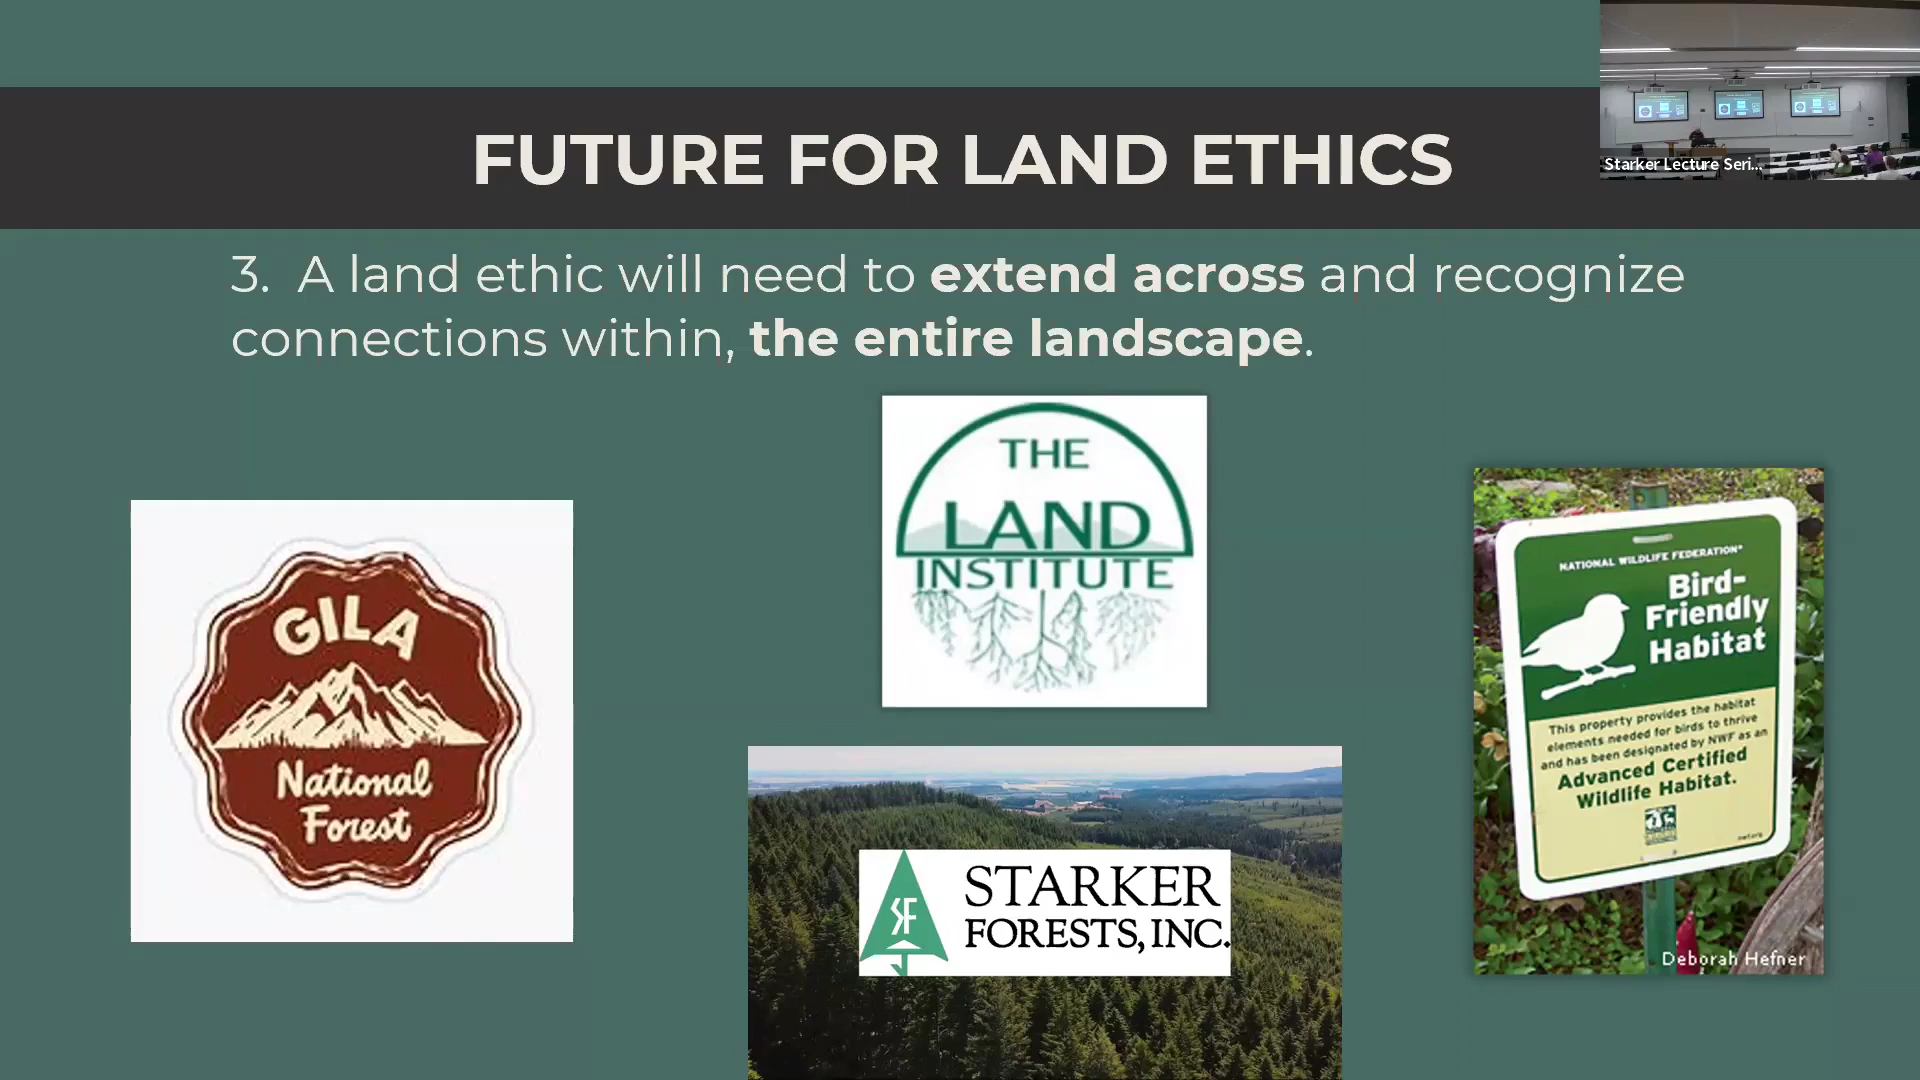 FUTURE FOR LAND ETHICS
Starker Lecture Seri...
3. A land ethic will need to extend across and recognize
connections within, the entire landscape.
GILA
National
Forest
THE
LAND
INSTITUTE
SF
STARKER
FORESTS, INC.
NATIONAL WILDLIFE FEDERATION®
Bird-
Friendly
Habitat
This property provides the habitat
elements needed for birds to thrive
and has been designated by NWF as an
Advanced Certified
Wildlife Habitat.
Deborah Hefner